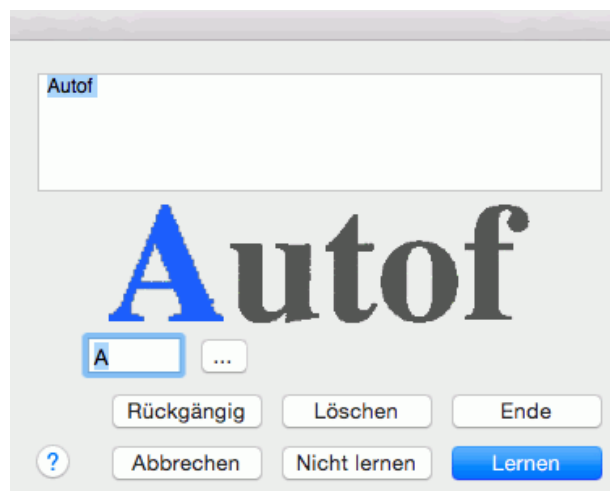 Autof
Autof
A ...
Rückgängig Löschen Ende
? Abbrechen Nicht lernen Lernen